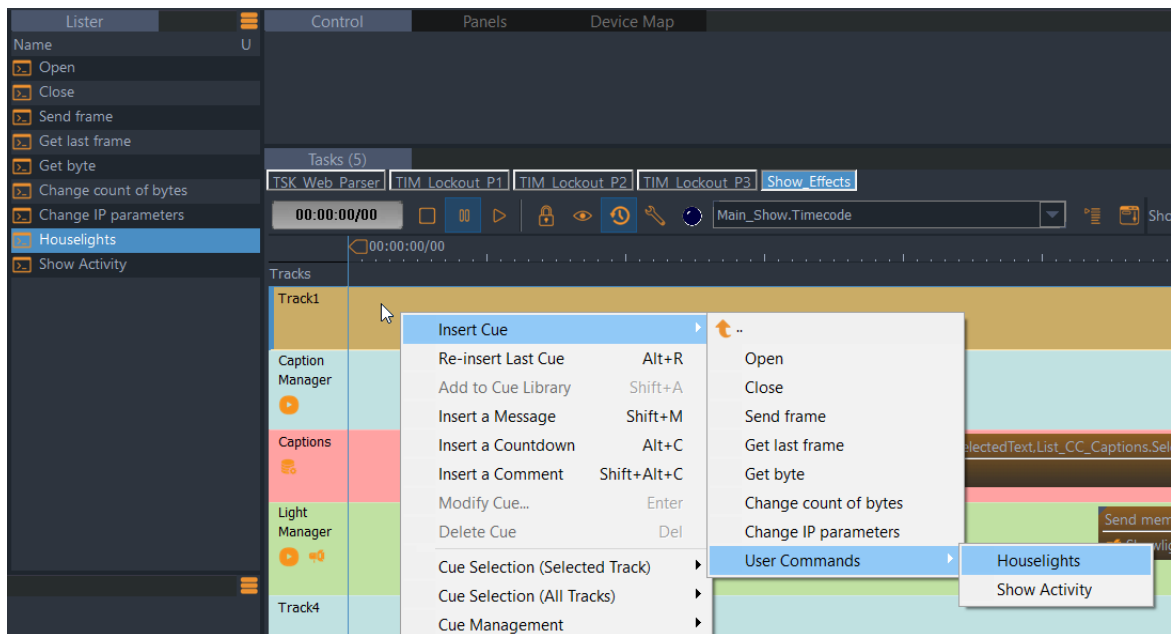 Lister
Name U
Open
Close
Send frame
Get last frame
Get byte
Change count of bytes
Change IP parameters
Houselights
Show Activity
Control Panels Device Map
Tasks (5)
TSK_Web_Parser TIM_Lockout_P1 TIM_Lockout_P2 TIM_Lockout_P3 Show_Effects
00:00:00/00 Main_Show.Timecode
00:00:00/00
Tracks
Track1
Caption
Manager
Captions
Light
Manager
Track4
Insert Cue
Re-insert Last Cue Alt+R
Add to Cue Library Shift+A
Insert a Message Shift+M
Insert a Countdown Alt+C
Insert a Comment Shift+Alt+C
Modify Cue... Enter
Delete Cue Del
Cue Selection (Selected Track)
Cue Selection (All Tracks)
Cue Management
..
Open
Close
Send frame
Get last frame
Get byte
Change count of bytes
Change IP parameters
User Commands
Houselights
Show Activity
electedText,List_CC_Captions.Sel
Send mem